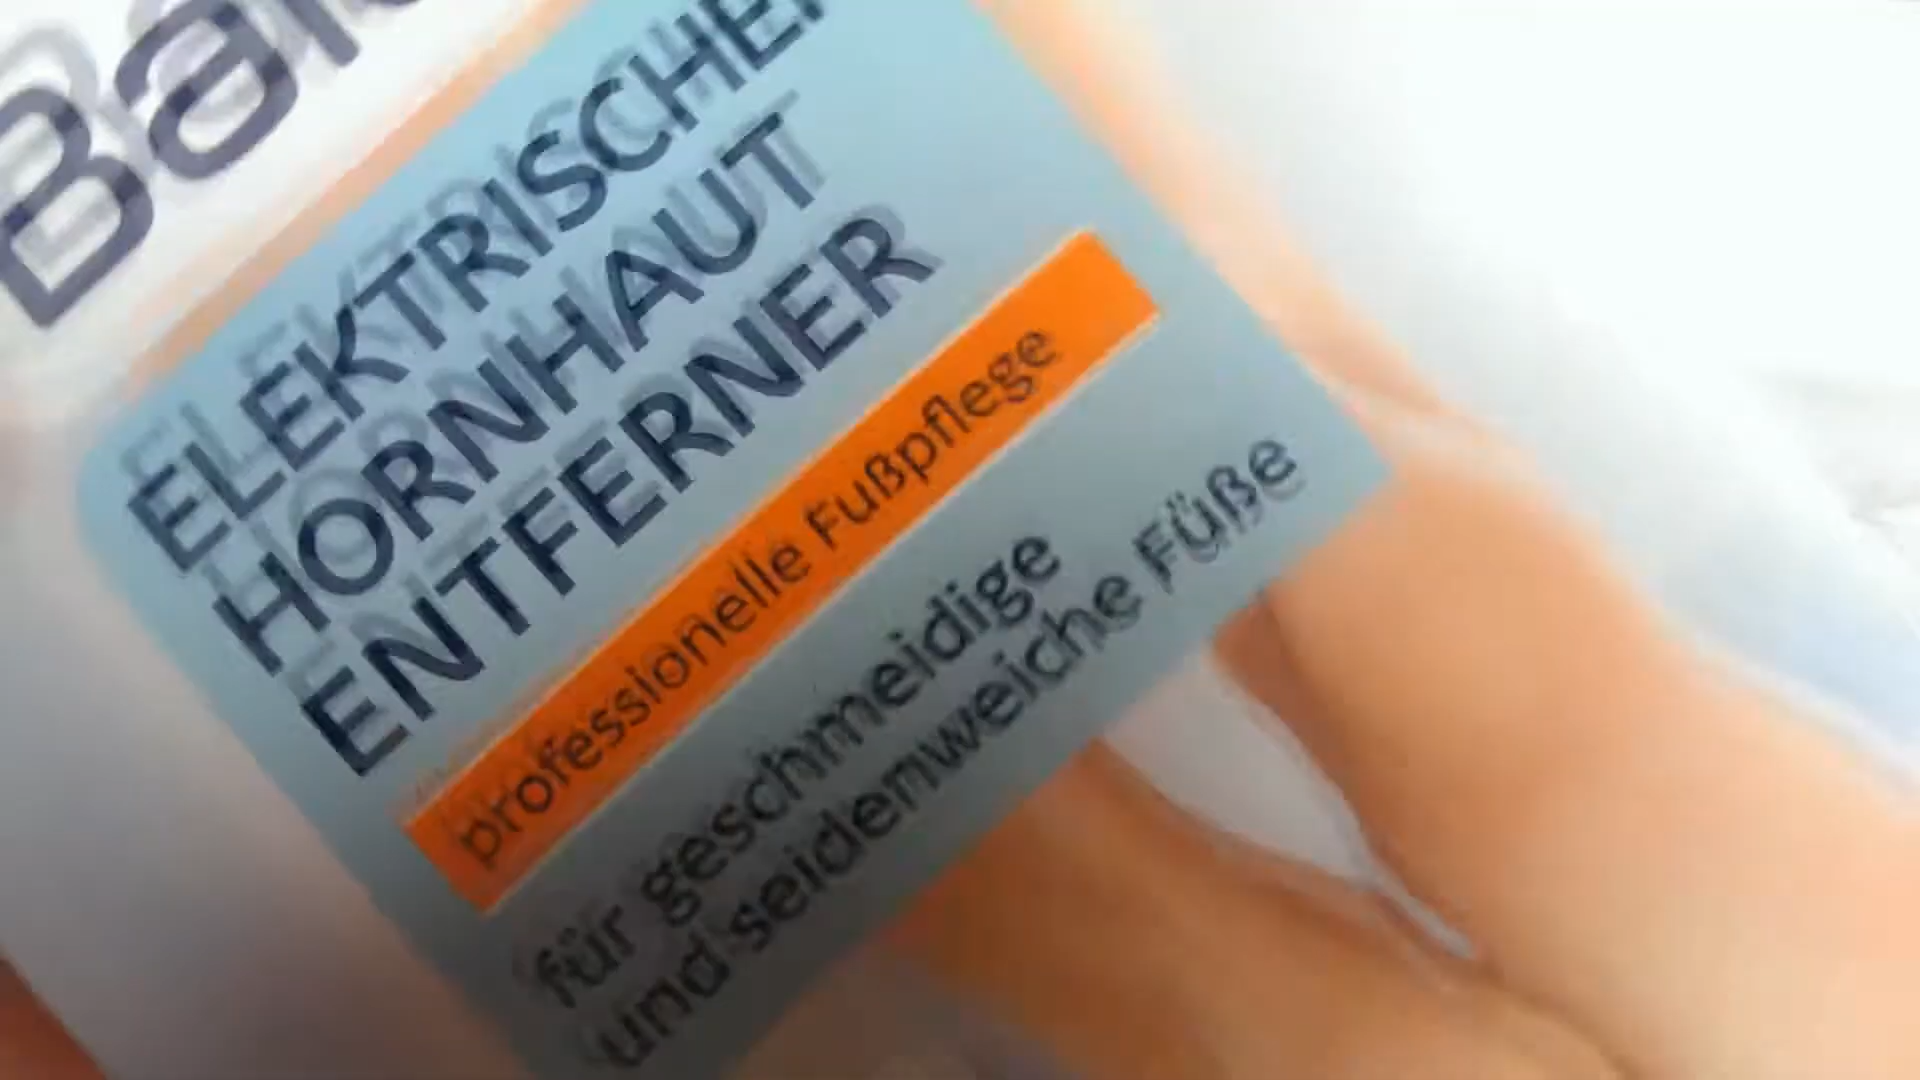 ELEKTRISCHER
HORNHAUT
ENTFERNER
professionelle Fußpflege
für geschmeidige
und seidenweiche Füße